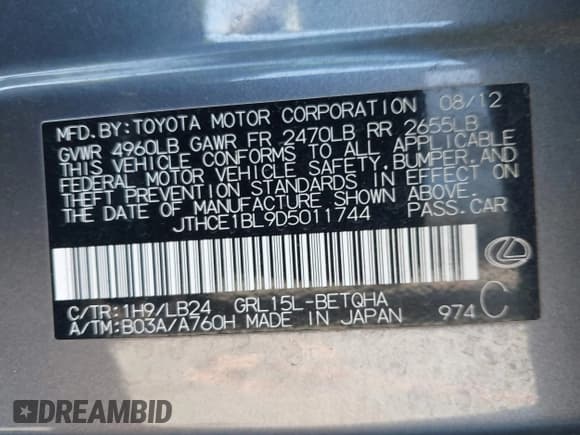 MFD.BY:TOYOTA MOTOR CORPORATION 08/12
GVWR 4960LB GAWR FR 2470LB RR 2655LB
THIS VEHICLE CONFORMS TO ALL APPLICABLE
FEDERAL MOTOR VEHICLE SAFETY,BUMPER,AND
THEFT PREVENTION STANDARDS IN EFFECT ON
THE DATE OF MANUFACTURE SHOWN ABOVE.
JTHCE1BL9D5011744 PASS.CAR
C/TR:1H9/LB24 GRL15L-BETQHA
A/TM:B03A/A760H MADE IN JAPAN 974 C
DREAMBID